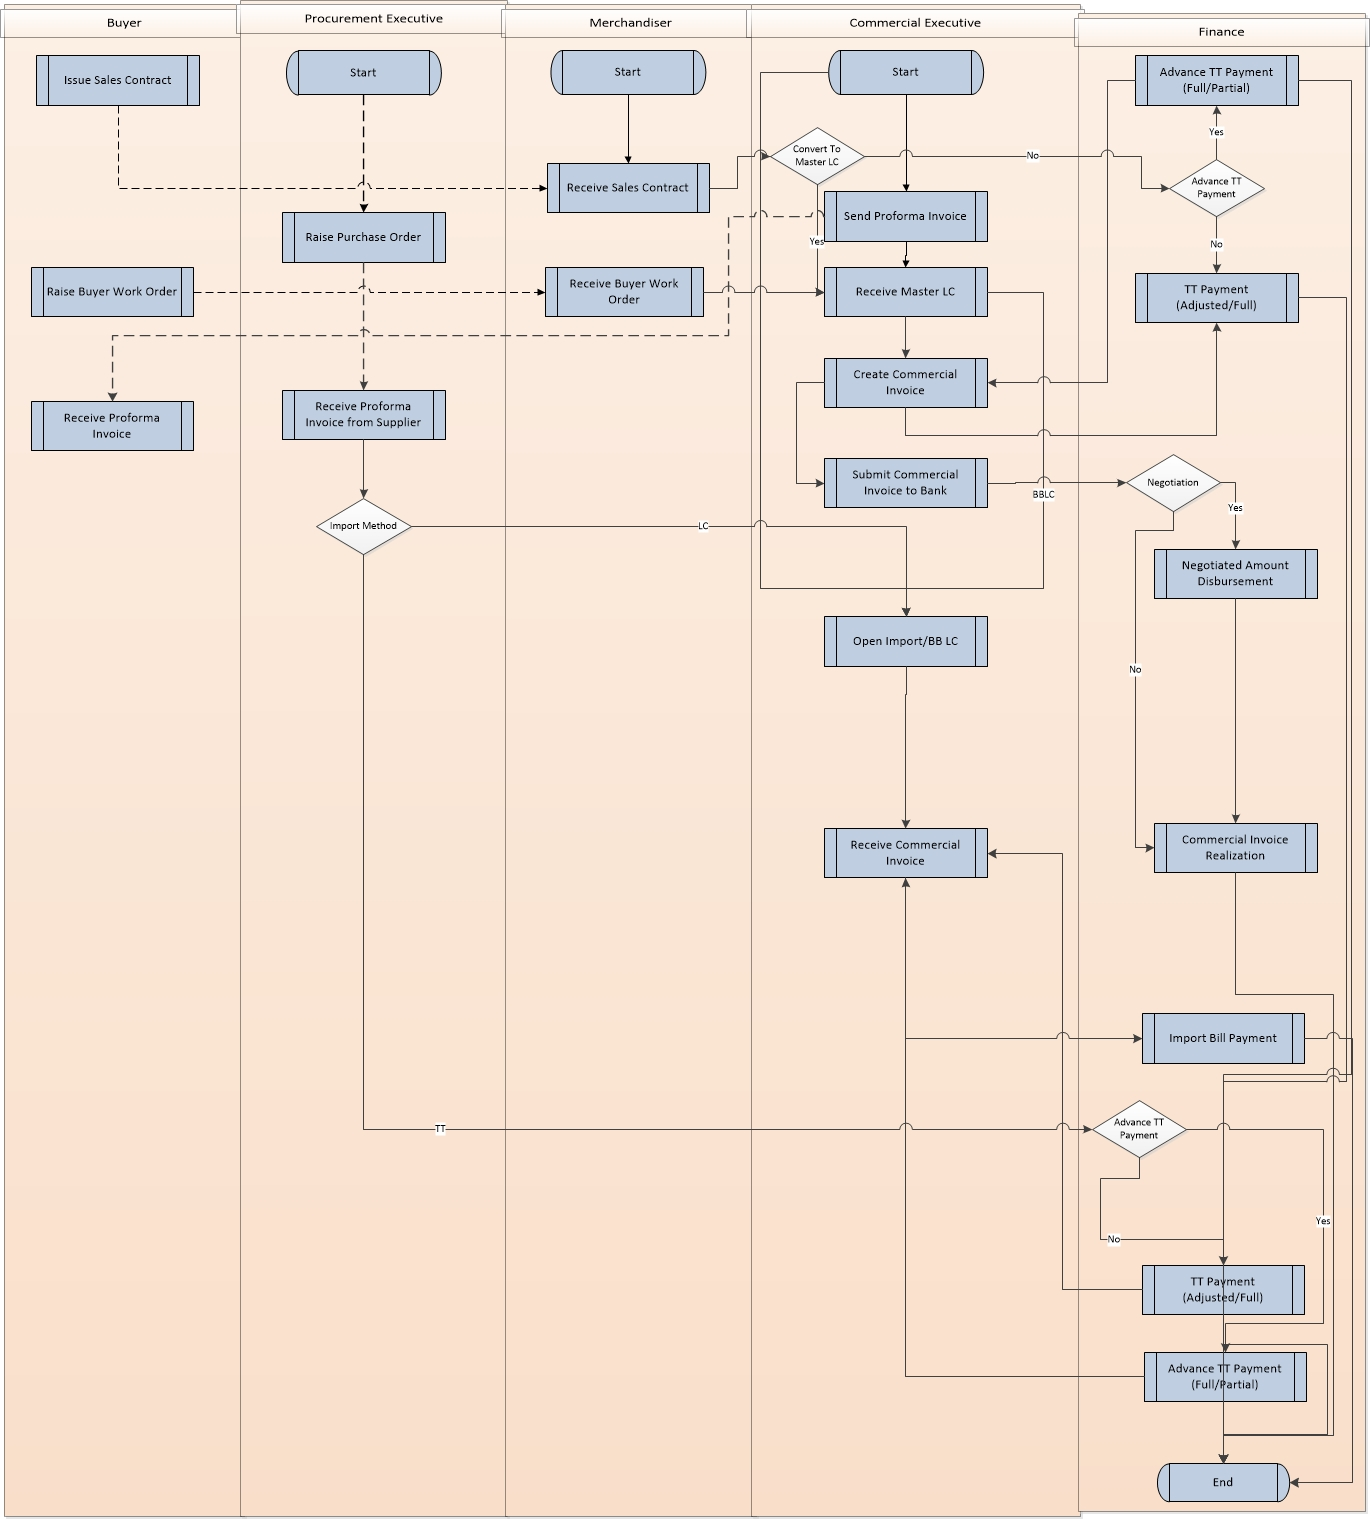 Buyer
Procurement Executive
Merchandiser
Commercial Executive
Finance
Issue Sales Contract
Start
Start
Start
Advance TT Payment
(Full/Partial)
Yes
Convert To
Master LC
No
Advance TT
Payment
Receive Sales Contract
Send Proforma Invoice
Raise Purchase Order
Yes
No
Raise Buyer Work Order
Receive Buyer Work
Order
Receive Master LC
TT Payment
(Adjusted/Full)
Create Commercial
Invoice
Receive Proforma
Invoice
Receive Proforma
Invoice from Supplier
Submit Commercial
Invoice to Bank
BBLC
Negotiation
Yes
Import Method
LC
Negotiated Amount
Disbursement
Open Import/BB LC
No
Receive Commercial
Invoice
Commercial Invoice
Realization
Import Bill Payment
TT
Advance TT
Payment
Yes
No
TT Payment
(Adjusted/Full)
Advance TT Payment
(Full/Partial)
End